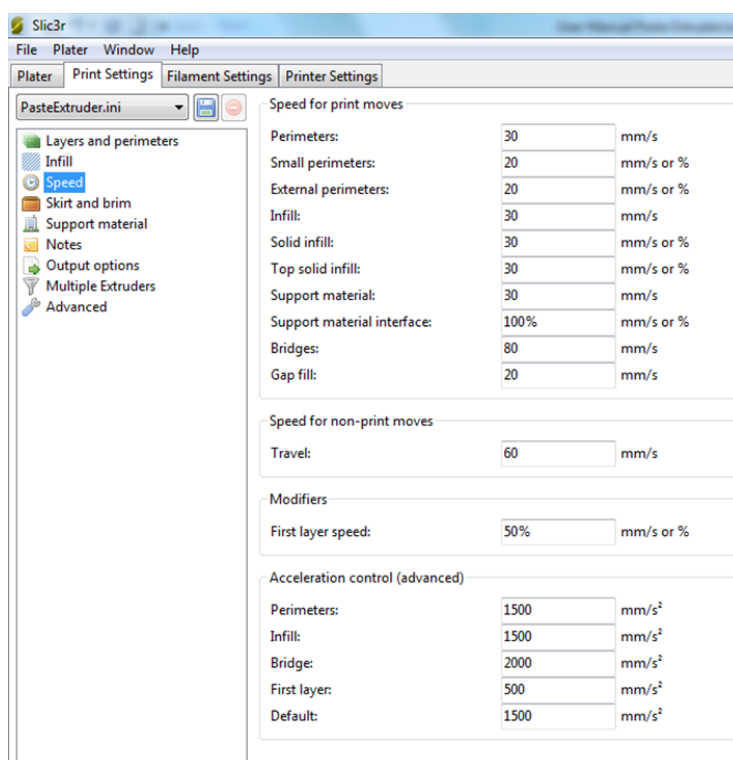 Slic3r
File Plater Window Help
Plater Print Settings Filament Settings Printer Settings
PasteExtruder.ini
Layers and perimeters
Infill
Speed
Skirt and brim
Support material
Notes
Output options
Multiple Extruders
Advanced
Speed for print moves
Perimeters: 30 mm/s
Small perimeters: 20 mm/s or %
External perimeters: 20 mm/s or %
Infill: 30 mm/s
Solid infill: 30 mm/s or %
Top solid infill: 30 mm/s or %
Support material: 30 mm/s
Support material interface: 100% mm/s or %
Bridges: 80 mm/s
Gap fill: 20 mm/s
Speed for non-print moves
Travel: 60 mm/s
Modifiers
First layer speed: 50% mm/s or %
Acceleration control (advanced)
Perimeters: 1500 mm/s²
Infill: 1500 mm/s²
Bridge: 2000 mm/s²
First layer: 500 mm/s²
Default: 1500 mm/s²